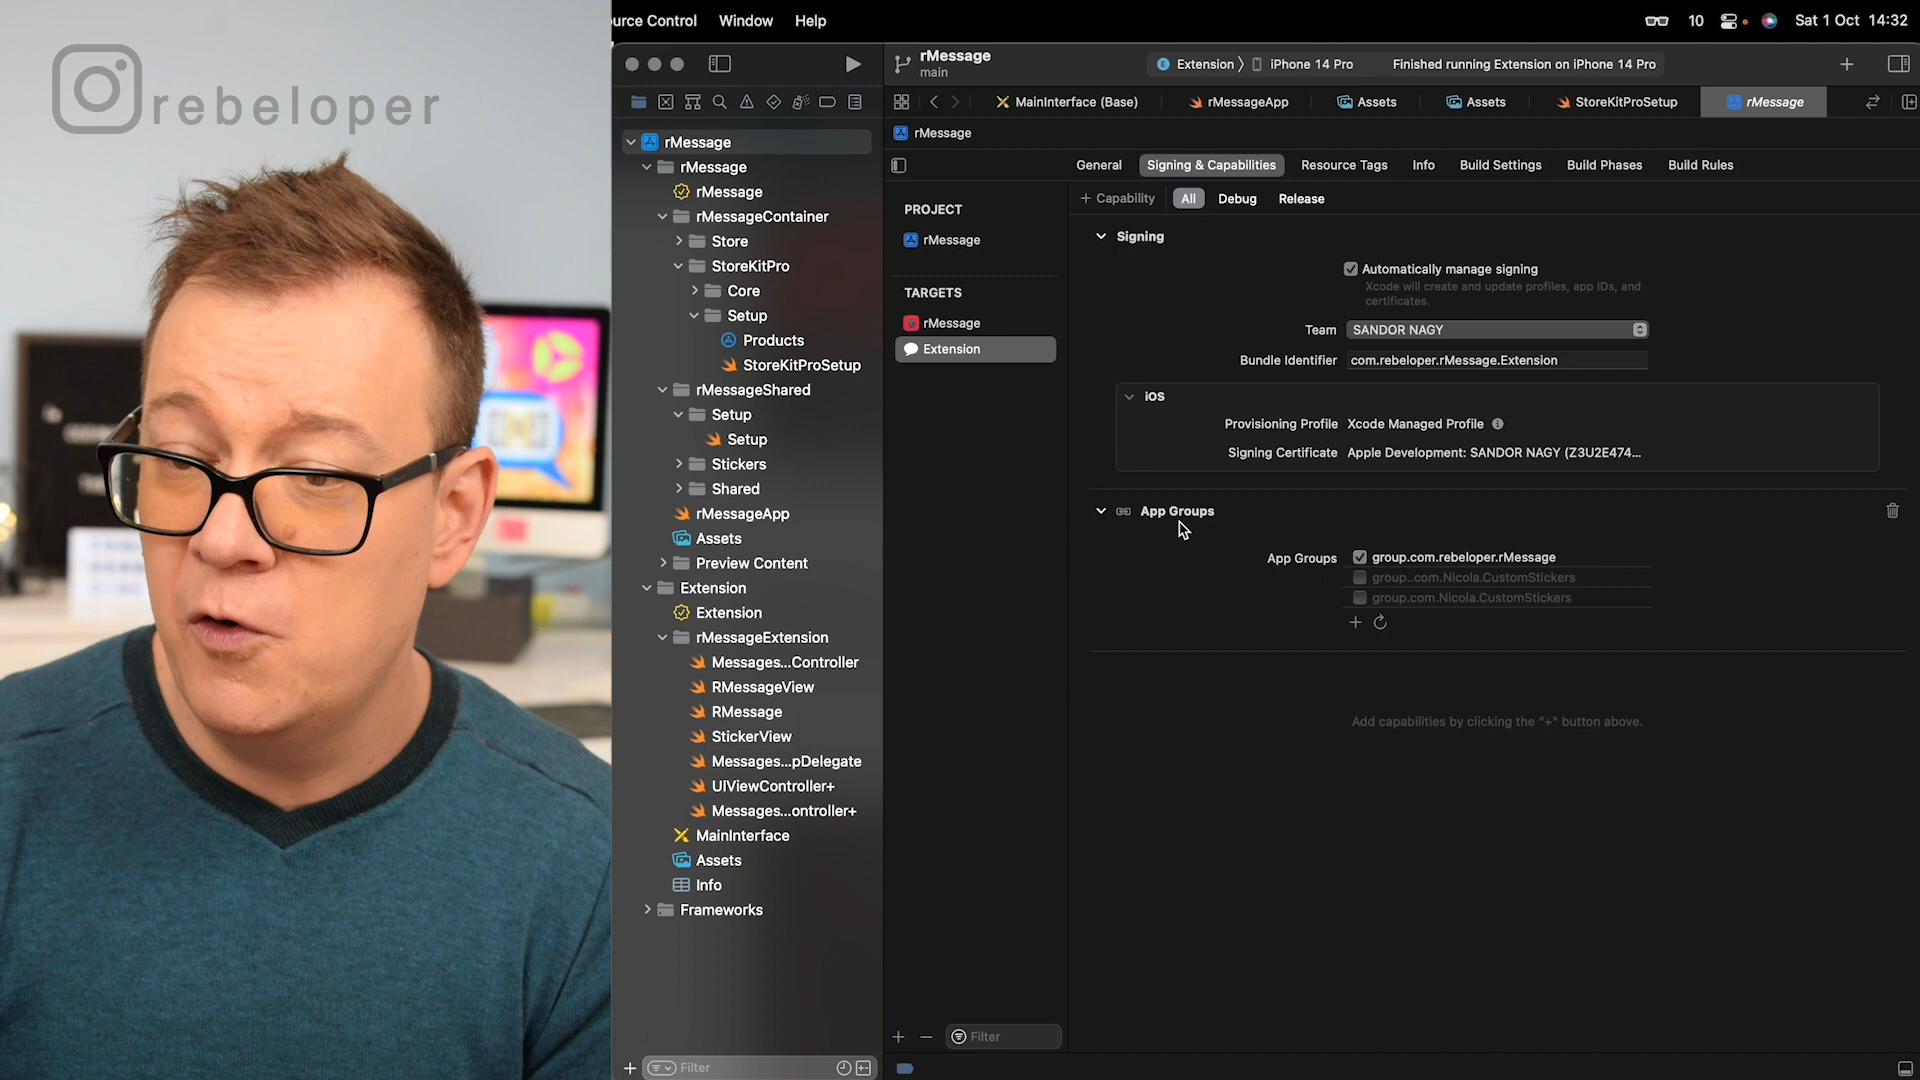 rebeloper
urce Control Window Help
10 Sat 1 Oct 14:32
rMessage
main
Extension iPhone 14 Pro Finished running Extension on iPhone 14 Pro
MainInterface (Base) rMessageApp Assets Assets StoreKitProSetup rMessage
rMessage
General Signing & Capabilities Resource Tags Info Build Settings Build Phases Build Rules
+ Capability All Debug Release
rMessage
rMessage
rMessage
rMessageContainer
Store
StoreKitPro
Core
Setup
Products
StoreKitProSetup
rMessageShared
Setup
Setup
Stickers
Shared
rMessageApp
Assets
Preview Content
Extension
Extension
rMessageExtension
Messages...Controller
RMessageView
RMessage
StickerView
Messages...pDelegate
UIViewController+
Messages...ontroller+
MainInterface
Assets
Info
Frameworks
Filter
PROJECT
rMessage
TARGETS
rMessage
Extension
Filter
Signing
Automatically manage signing
Xcode will create and update profiles, app IDs, and
certificates.
Team SANDOR NAGY
Bundle Identifier com.rebeloper.rMessage.Extension
iOS
Provisioning Profile Xcode Managed Profile
Signing Certificate Apple Development: SANDOR NAGY (Z3U2E474...
App Groups
App Groups group.com.rebeloper.rMessage
group..com.Nicola.CustomStickers
group.com.Nicola.CustomStickers
Add capabilities by clicking the "+" button above.